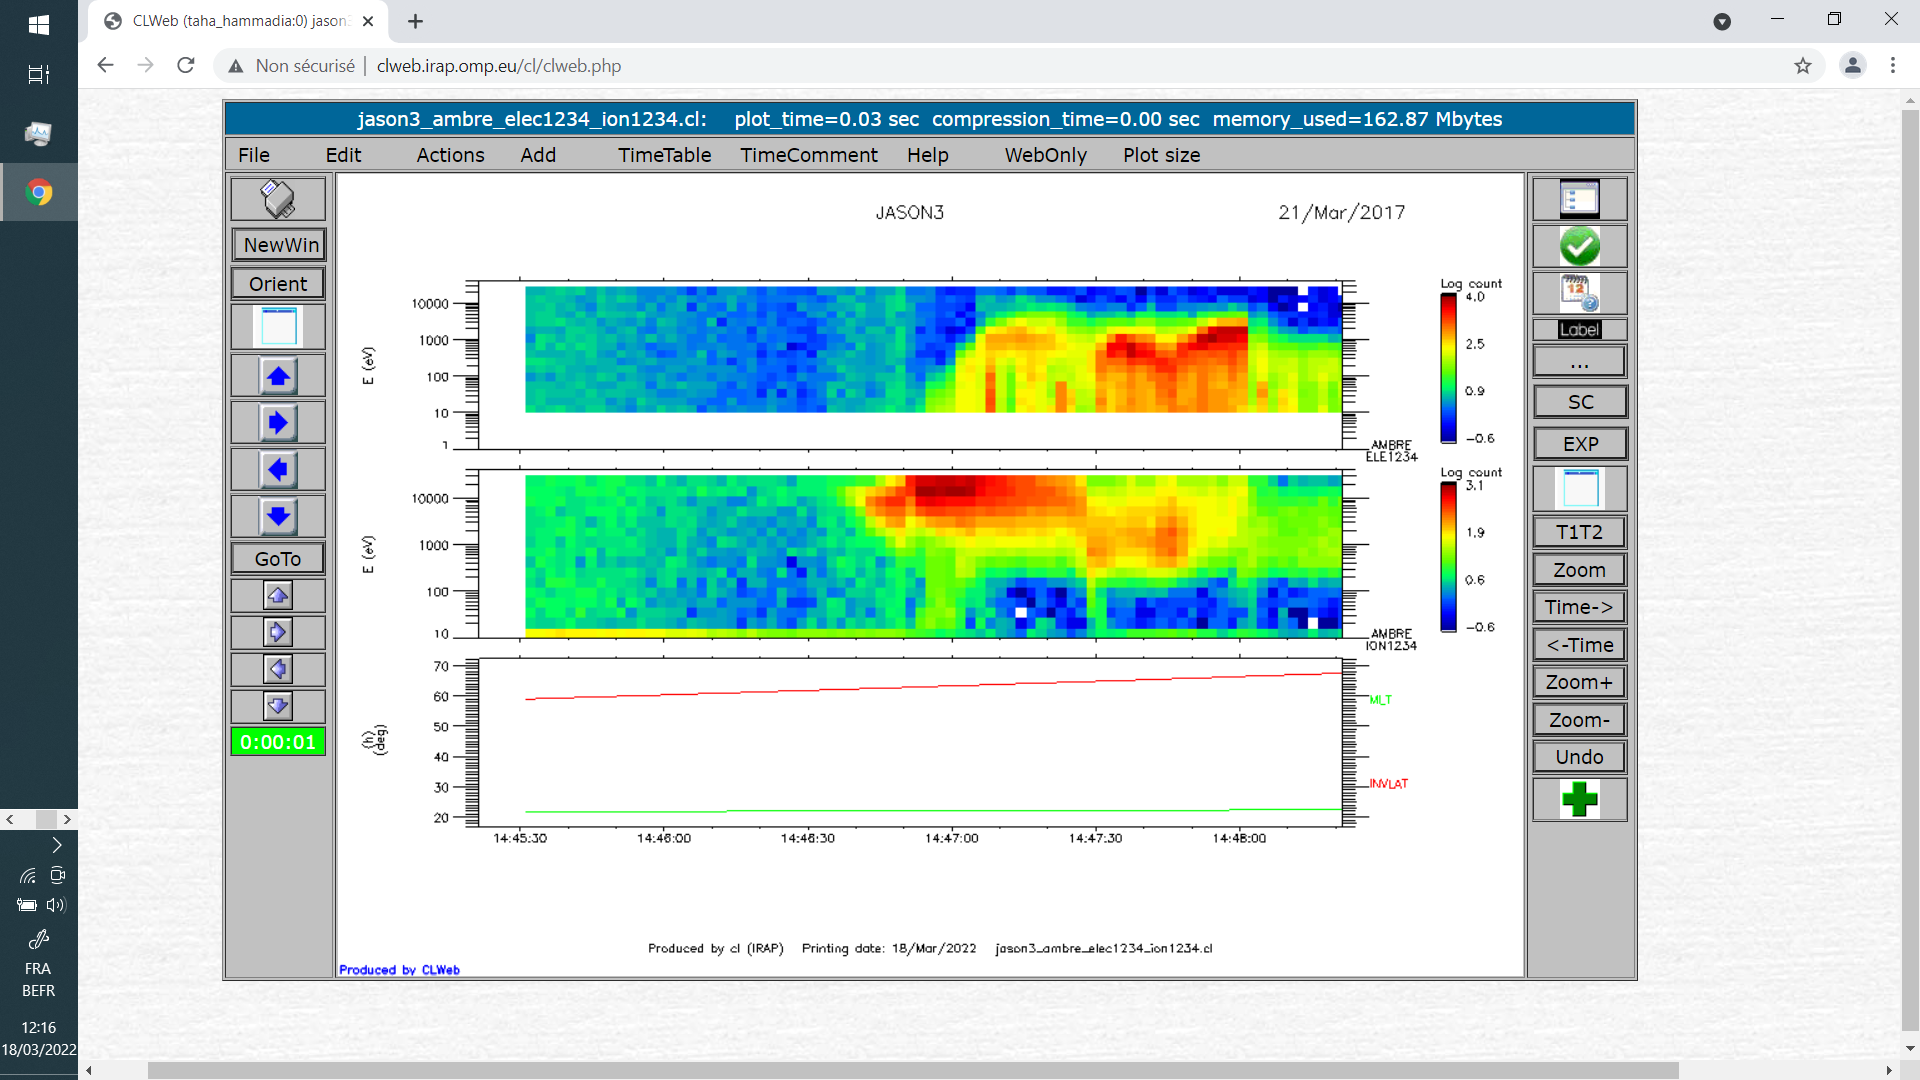 CLWeb (taha_hammadia:0) jason
Non sécurisé | clweb.irap.omp.eu/cl/clweb.php
jason3_ambre_elec1234_ion1234.cl: plot_time=0.03 sec compression_time=0.00 sec memory_used=162.87 Mbytes
File Edit Actions Add TimeTable TimeComment Help WebOnly Plot size
NewWin
Orient
GoTo
0:00:01
JASON3
21/Mar/2017
10000
1000
100
10
1
E (eV)
AMBRE
ELE1234
Log count
4.0
2.5
0.9
-0.6
10000
1000
100
10
E (eV)
AMBRE
ION1234
Log count
3.1
1.9
0.6
-0.6
70
60
50
40
30
20
(h)
(deg)
MLT
INVLAT
14:45:30 14:46:00 14:46:30 14:47:00 14:47:30 14:48:00
Produced by cl (IRAP) Printing date: 18/Mar/2022 jason3_ambre_elec1234_ion1234.cl
Produced by CLWeb
12
Label
...
SC
EXP
T1T2
Zoom
Time->
<-Time
Zoom+
Zoom-
Undo
FRA
BEFR
12:16
18/03/2022